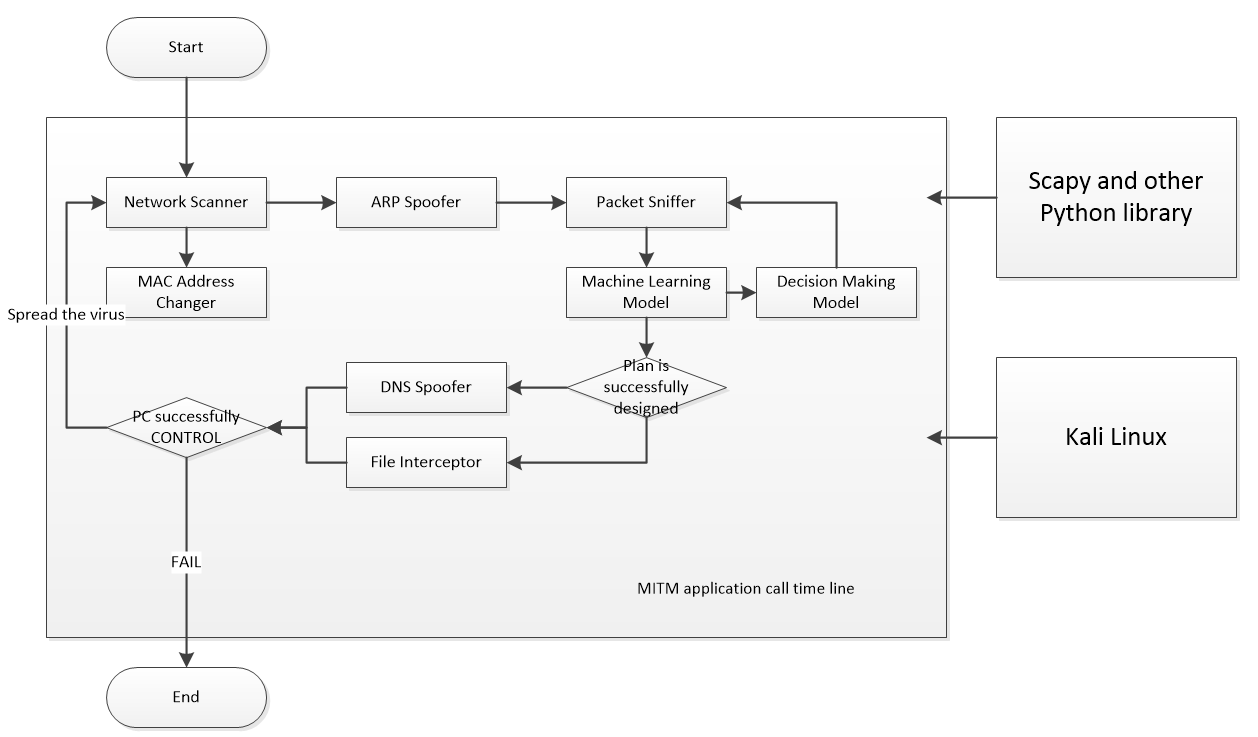 Start
Network Scanner
ARP Spoofer
Packet Sniffer
Scapy and other
Python library
MAC Address
Changer
Machine Learning
Model
Decision Making
Model
Spread the virus
Plan is
successfully
designed
DNS Spoofer
PC successfully
CONTROL
File Interceptor
Kali Linux
FAIL
MITM application call time line
End